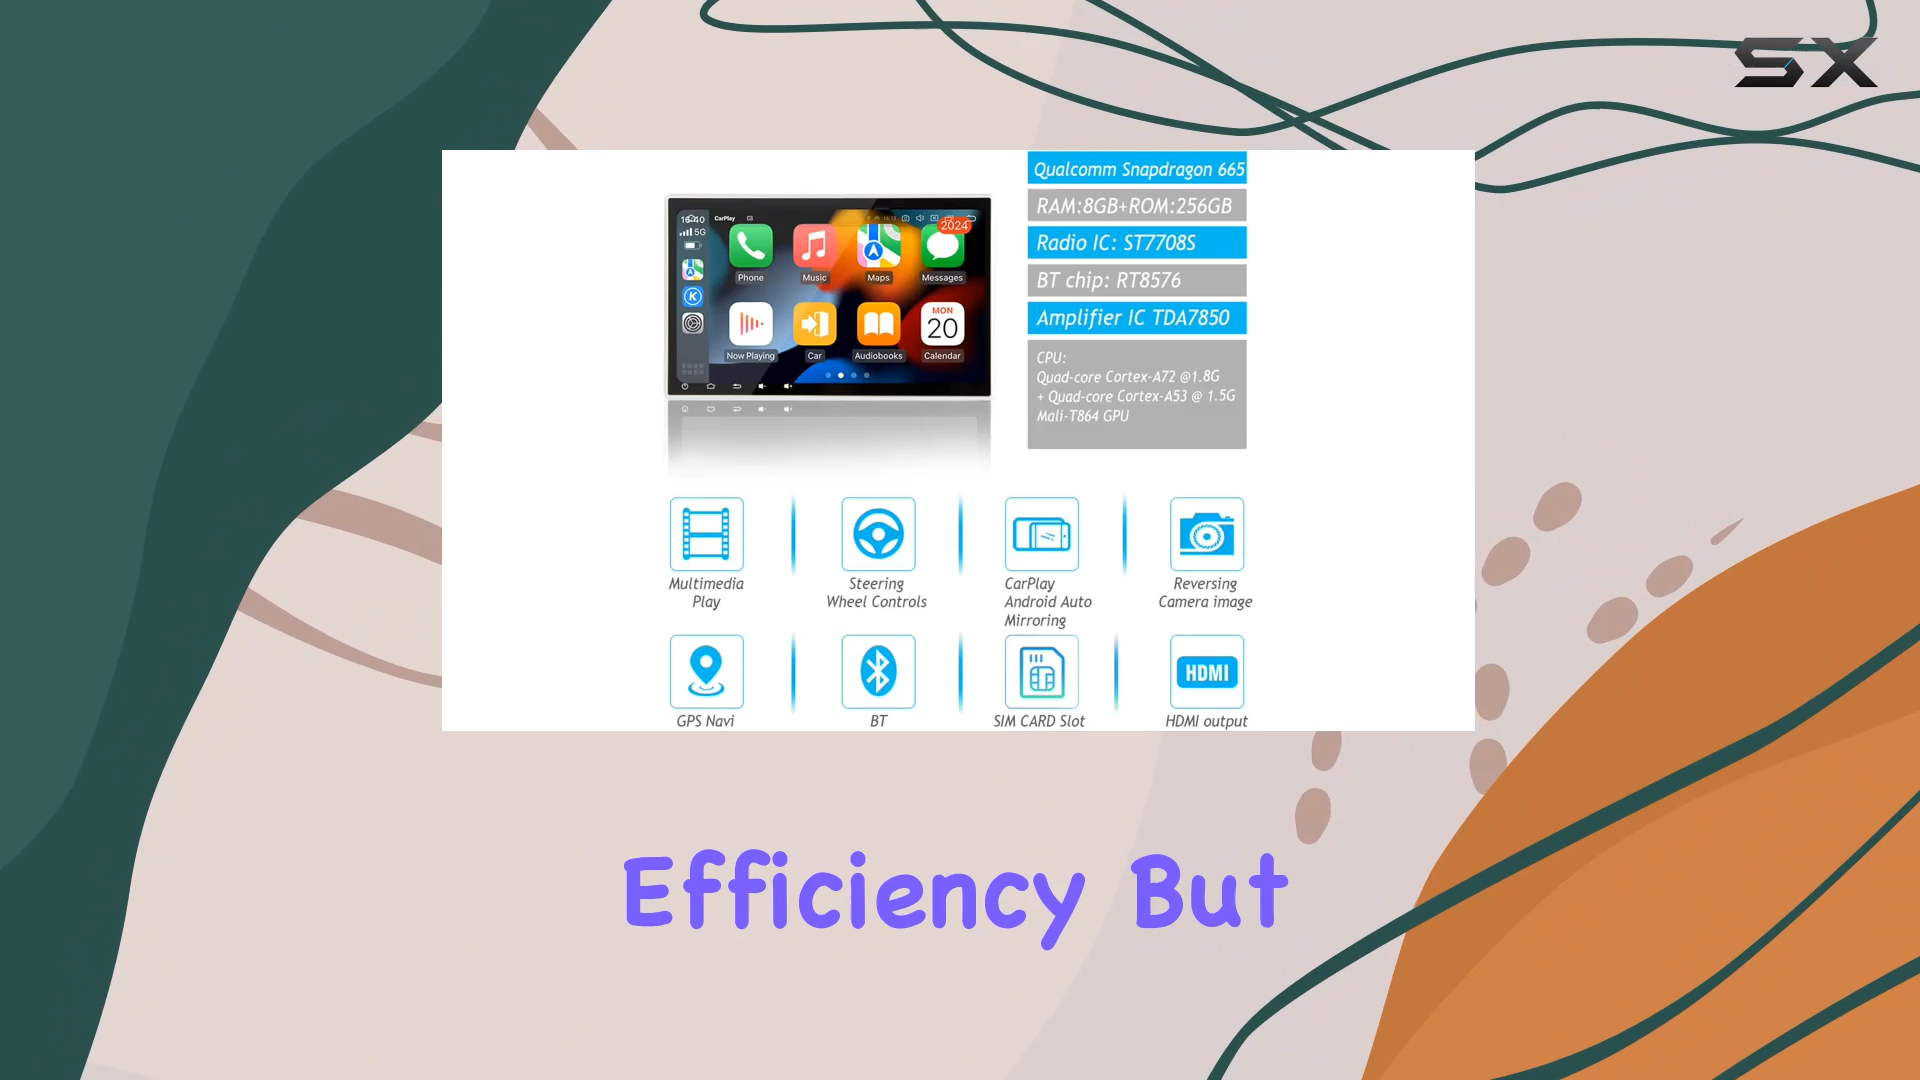 SX
Qualcomm Snapdragon 665
RAM:8GB+ROM:256GB
Radio IC: ST7708S
BT chip: RT8576
Amplifier IC TDA7850
CPU:
Quad-core Cortex-A72 @1.8G
+ Quad-core Cortex-A53 @ 1.5G
Mali-T864 GPU
CarPlay
5G
2024
Phone
Music
Maps
Messages
K
MON
20
Now Playing
Car
Audiobooks
Calendar
Multimedia
Play
Steering
Wheel Controls
CarPlay
Android Auto
Mirroring
Reversing
Camera image
HDMI
GPS Navi
BT
SIM CARD Slot
HDMI output
Efficiency But